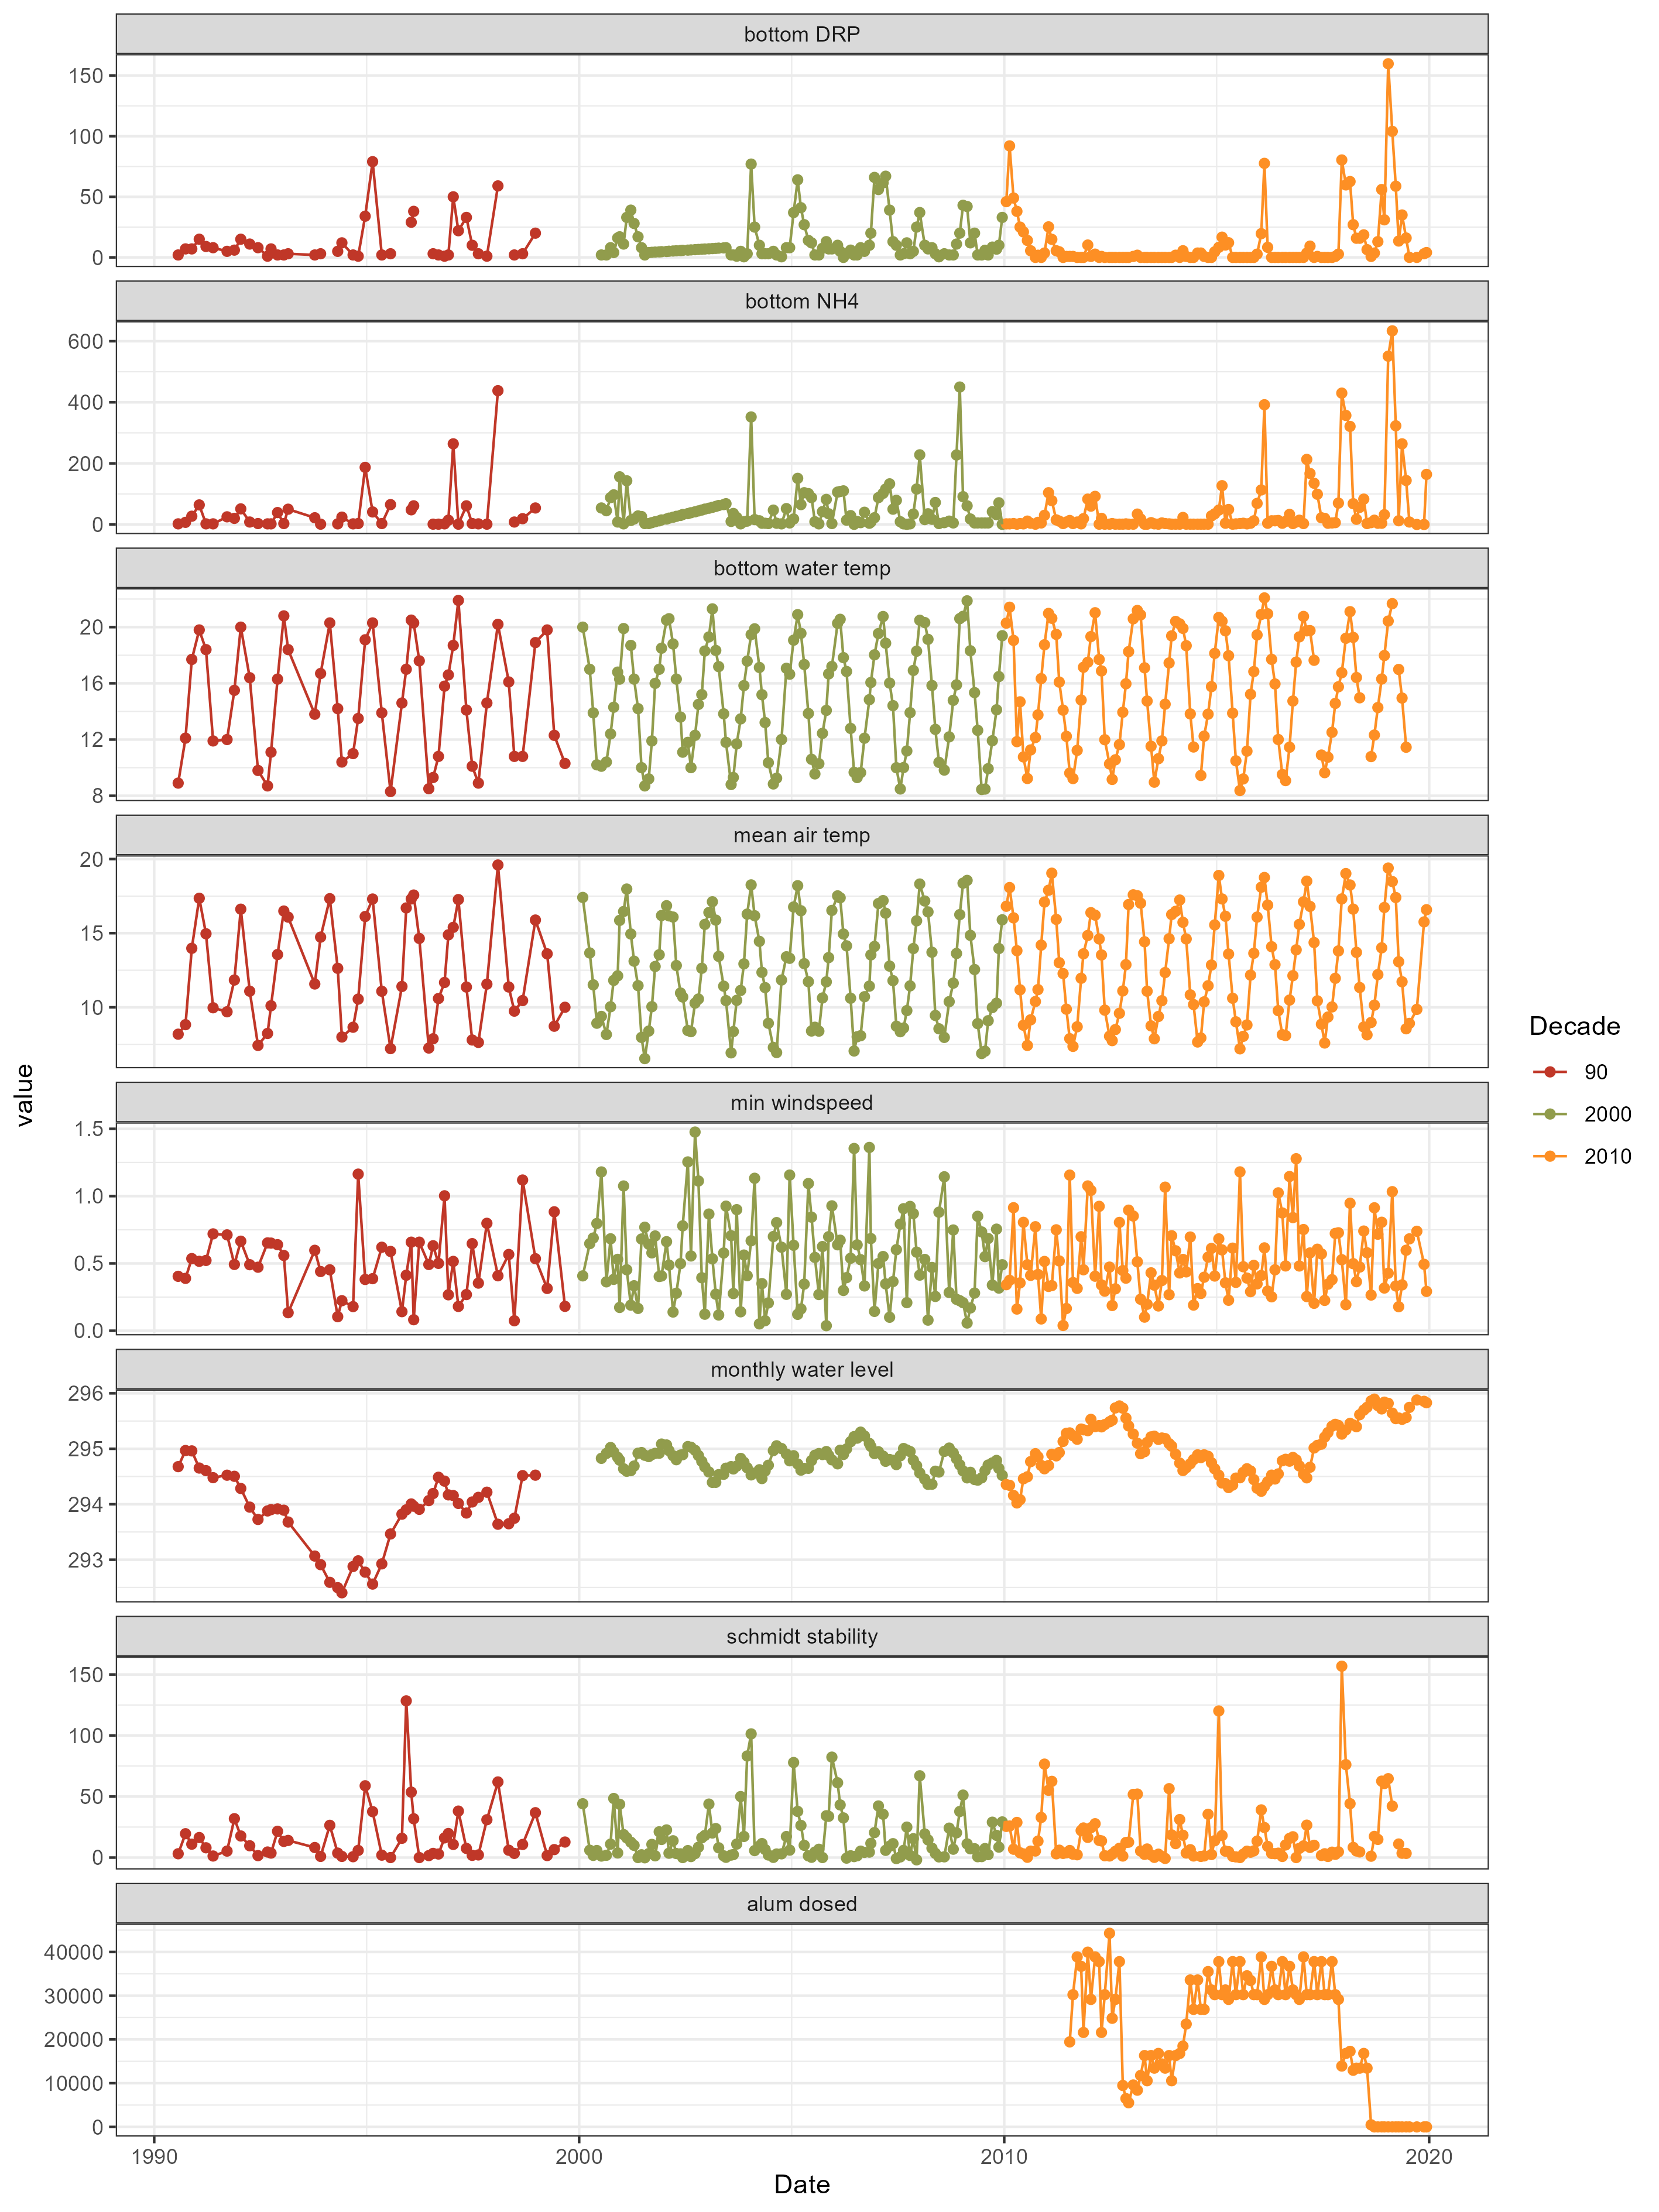 bottom DRP
150
100
50
0
bottom NH4
600
400
200
0
bottom water temp
20
16
12
8
mean air temp
20
15
10
min windspeed
1.5
1.0
0.5
0.0
monthly water level
296
295
294
293
schmidt stability
150
100
50
0
alum dosed
40000
30000
20000
10000
0
1990 2000 2010 2020
Date
value
Decade
90
2000
2010